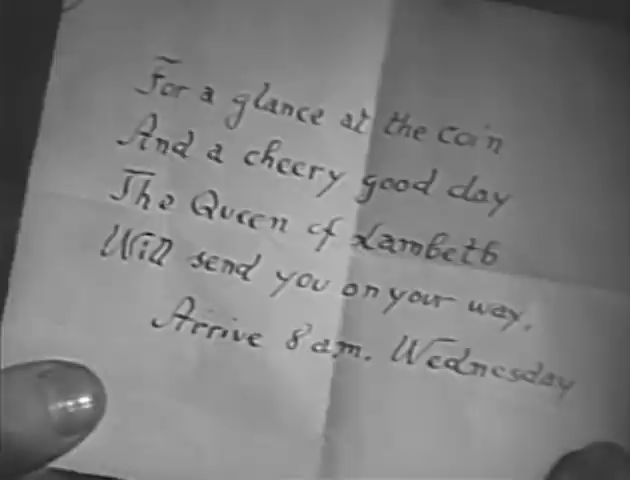 For a glance at the coin
And a cheery good day
The Queen of Lambeth
Will send you on your way.
Arrive 8 am. Wednesday